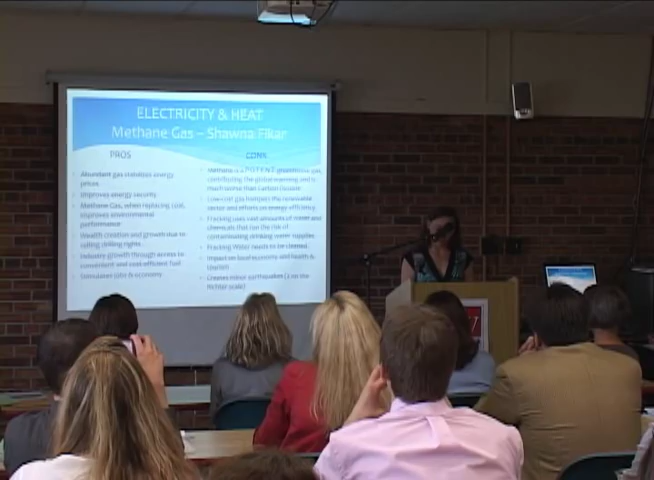 ELECTRICITY & HEAT
Methane Gas – Shawna Fikar
PROS
Abundant gas stabilizes energy
prices
Improves energy security
Methane Gas, when replacing coal,
improves environmental
performance
Wealth creation and growth due to
selling drilling rights
Industry growth through access to
convenient and cost efficient fuel
Stimulates jobs & economy
CONS
Methane is a P.O.T.E.N.T greenhouse gas,
contributing the global warming and is
much worse than carbon dioxide
Low-cost gas hampers the renewable
sector and efforts on energy efficiency
Fracking uses vast amounts of water and
chemicals that run the risk of
contaminating drinking water supplies
Fracking Water needs to be cleaned
Impact on local economy and health &
tourism
Creates minor earthquakes (2 on the
Richter scale)